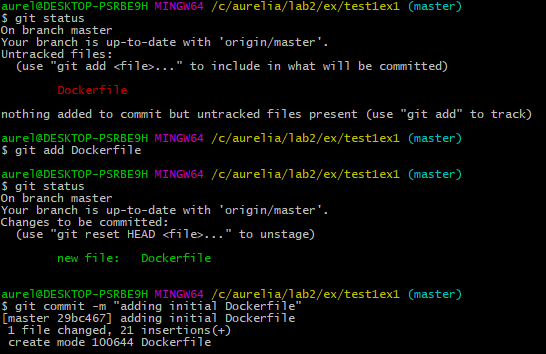 aurel@DESKTOP-PSRBE9H MINGW64 /c/aurelia/lab2/ex/test1ex1 (master)
$ git status
On branch master
Your branch is up-to-date with 'origin/master'.
Untracked files:
  (use "git add <file>..." to include in what will be committed)

        Dockerfile

nothing added to commit but untracked files present (use "git add" to track)

aurel@DESKTOP-PSRBE9H MINGW64 /c/aurelia/lab2/ex/test1ex1 (master)
$ git add Dockerfile

aurel@DESKTOP-PSRBE9H MINGW64 /c/aurelia/lab2/ex/test1ex1 (master)
$ git status
On branch master
Your branch is up-to-date with 'origin/master'.
Changes to be committed:
  (use "git reset HEAD <file>..." to unstage)

        new file:   Dockerfile


aurel@DESKTOP-PSRBE9H MINGW64 /c/aurelia/lab2/ex/test1ex1 (master)
$ git commit -m "adding initial Dockerfile"
[master 29bc467] adding initial Dockerfile
 1 file changed, 21 insertions(+)
 create mode 100644 Dockerfile